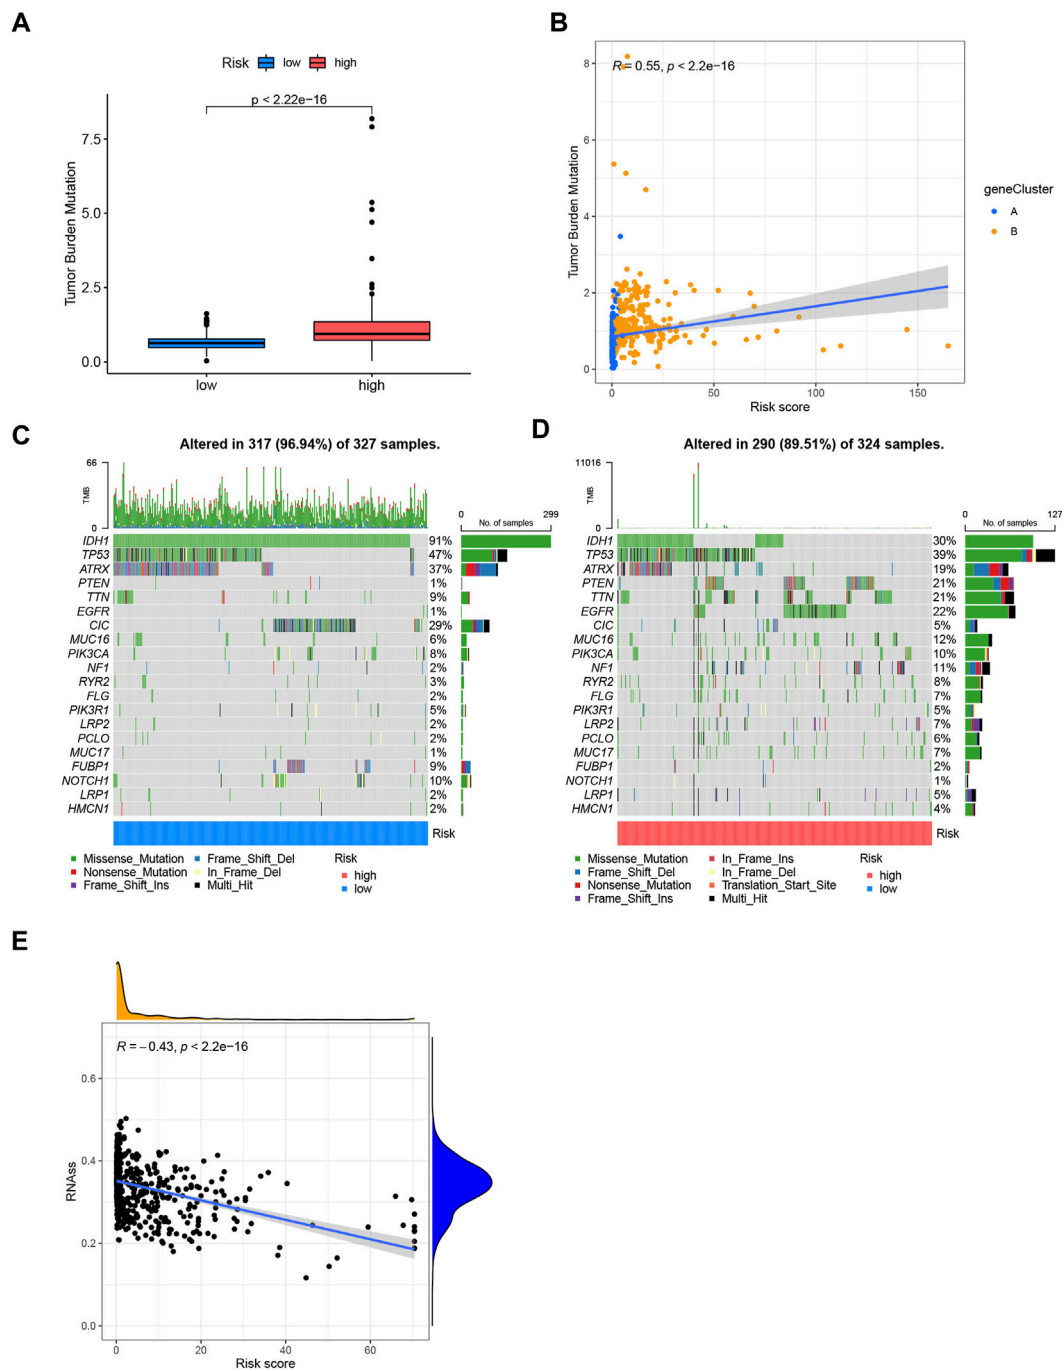 A
Risk low high
p < 2.22e−16
Tumor Burden Mutation
7.5
5.0
2.5
0.0
low high
B
R = 0.55, p < 2.2e−16
Tumor Burden Mutation
8
6
4
2
0
0 50 100 150
Risk score
geneCluster
A
B
C
Altered in 317 (96.94%) of 327 samples.
66
TMB
0
0 299
No. of samples
IDH1 91%
TP53 47%
ATRX 37%
PTEN 1%
TTN 9%
EGFR 1%
CIC 29%
MUC16 6%
PIK3CA 8%
NF1 2%
RYR2 3%
FLG 2%
PIK3R1 5%
LRP2 2%
PCLO 2%
MUC17 1%
FUBP1 9%
NOTCH1 10%
LRP1 2%
HMCN1 2%
Risk
Missense_Mutation Frame_Shift_Del Risk
Nonsense_Mutation In_Frame_Del high
Frame_Shift_Ins Multi_Hit low
D
Altered in 290 (89.51%) of 324 samples.
11016
TMB
0
0 127
No. of samples
IDH1 30%
TP53 39%
ATRX 19%
PTEN 21%
TTN 21%
EGFR 22%
CIC 5%
MUC16 12%
PIK3CA 10%
NF1 11%
RYR2 8%
FLG 7%
PIK3R1 5%
LRP2 7%
PCLO 6%
MUC17 7%
FUBP1 2%
NOTCH1 1%
LRP1 5%
HMCN1 4%
Risk
Missense_Mutation In_Frame_Ins Risk
Frame_Shift_Del In_Frame_Del high
Nonsense_Mutation Translation_Start_Site low
Frame_Shift_Ins Multi_Hit
E
R = −0.43, p < 2.2e−16
RNAss
0.6
0.4
0.2
0.0
0 20 40 60
Risk score